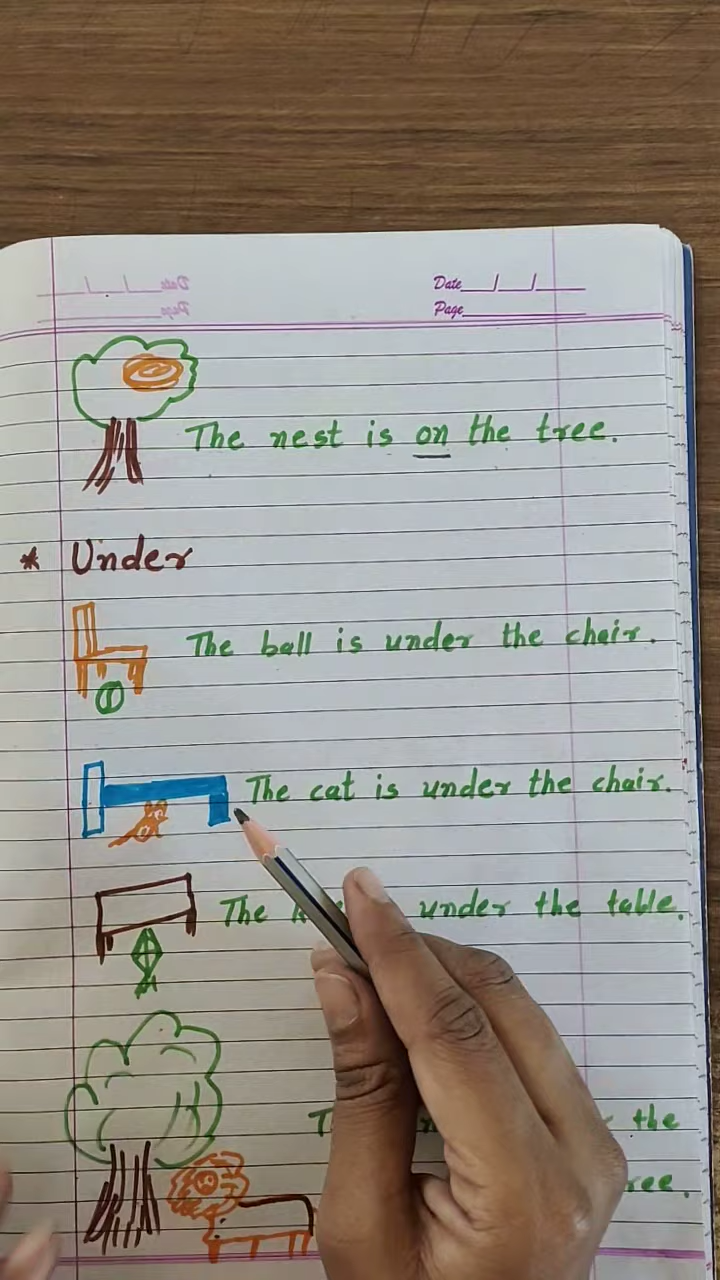 Date / /
Page
The nest is on the tree.
* Under
The ball is under the chair.
The cat is under the chair.
The under the table.
the
tree.